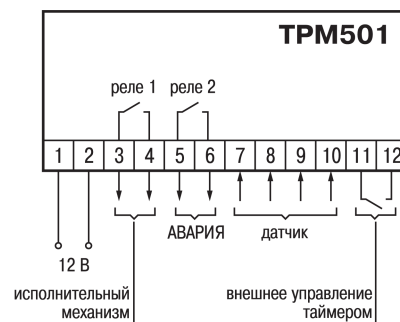 ТРМ501
реле 1 реле 2
1 2 3 4 5 6 7 8 9 10 11 12
АВАРИЯ датчик
12 В
исполнительный
механизм
внешнее управление
таймером